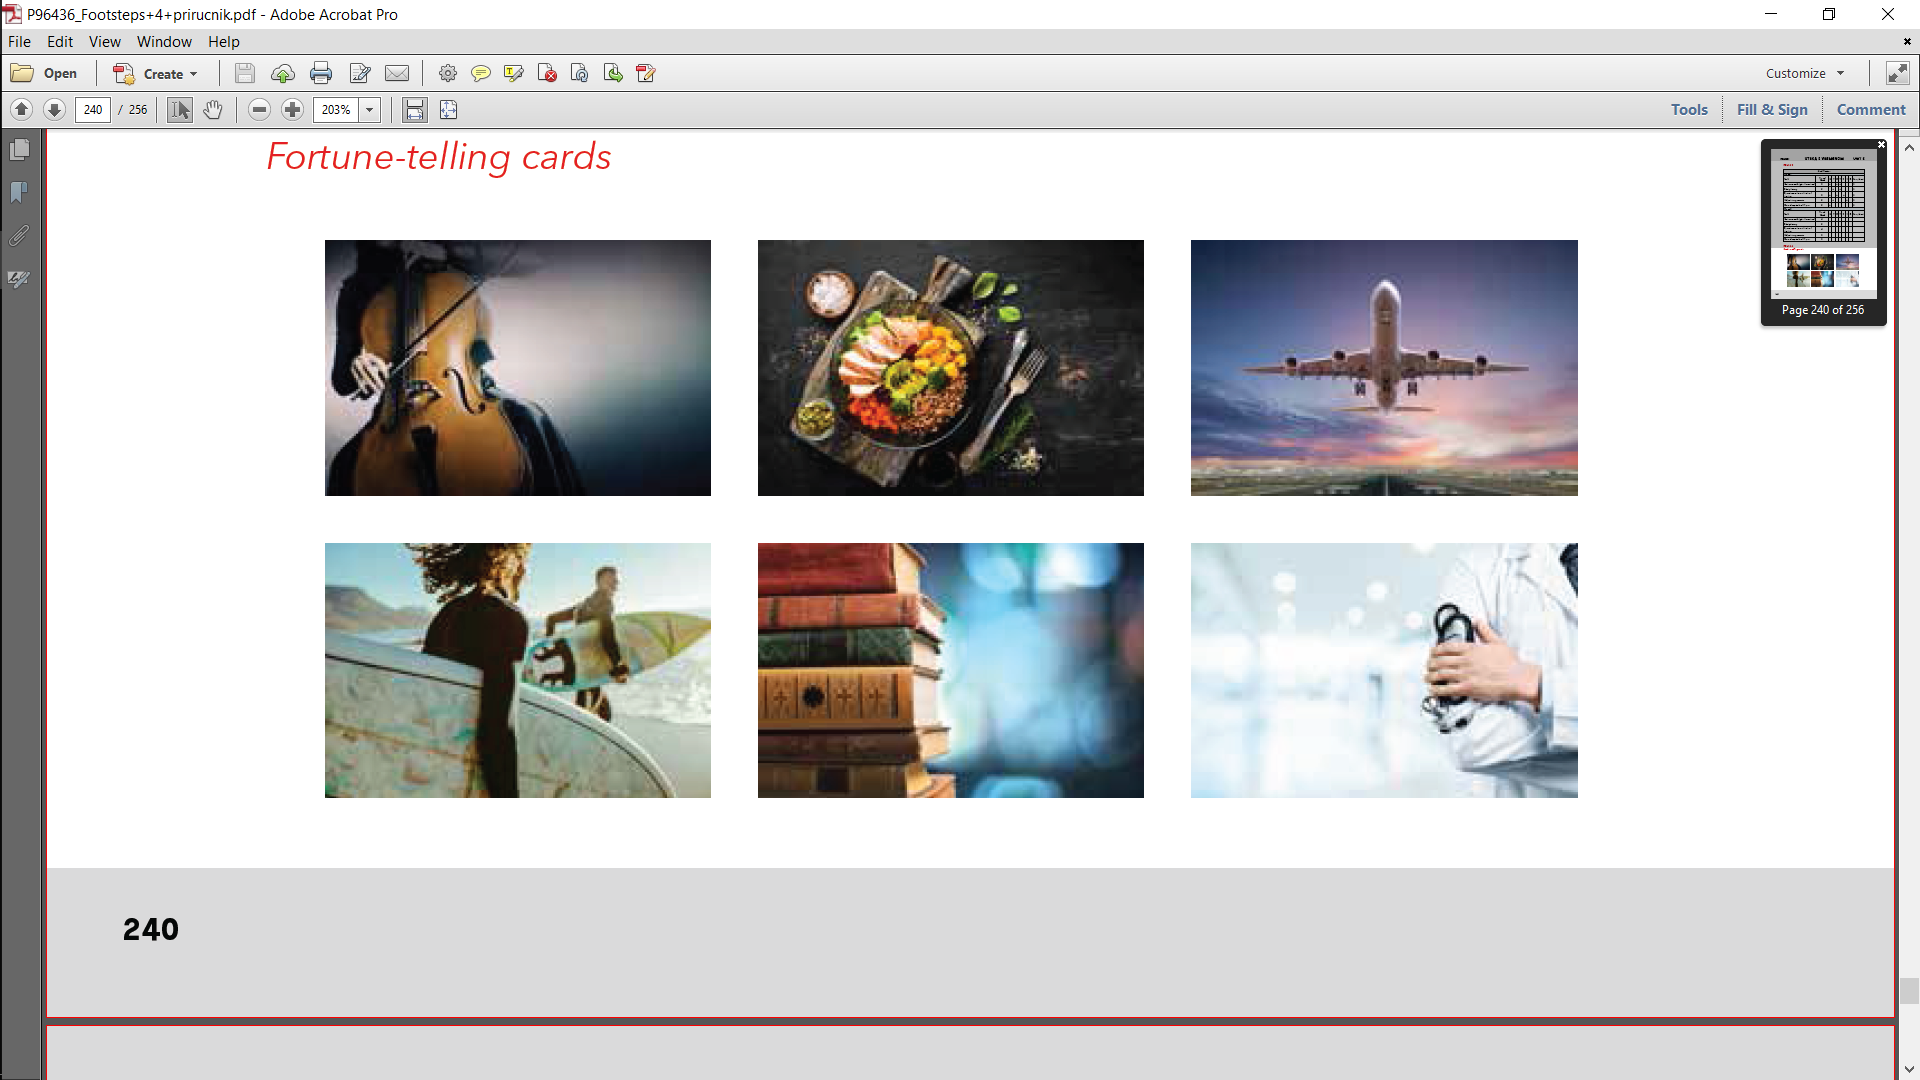 P96436_Footsteps+4+prirucnik.pdf - Adobe Acrobat Pro
File Edit View Window Help
Open Create Customize
240 / 256 203% Tools Fill & Sign Comment
Fortune-telling cards
Page 240 of 256
240